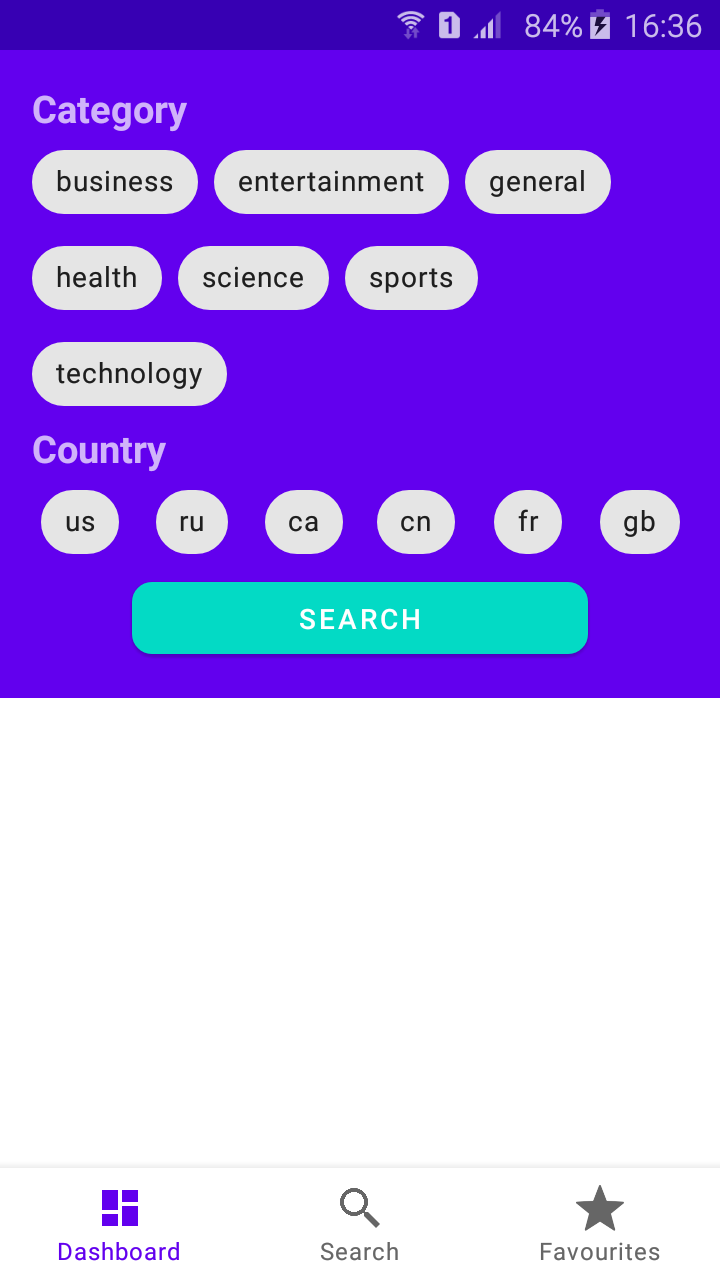 84% 16:36
Category
business entertainment general
health science sports
technology
Country
us ru ca cn fr gb
SEARCH
Dashboard Search Favourites